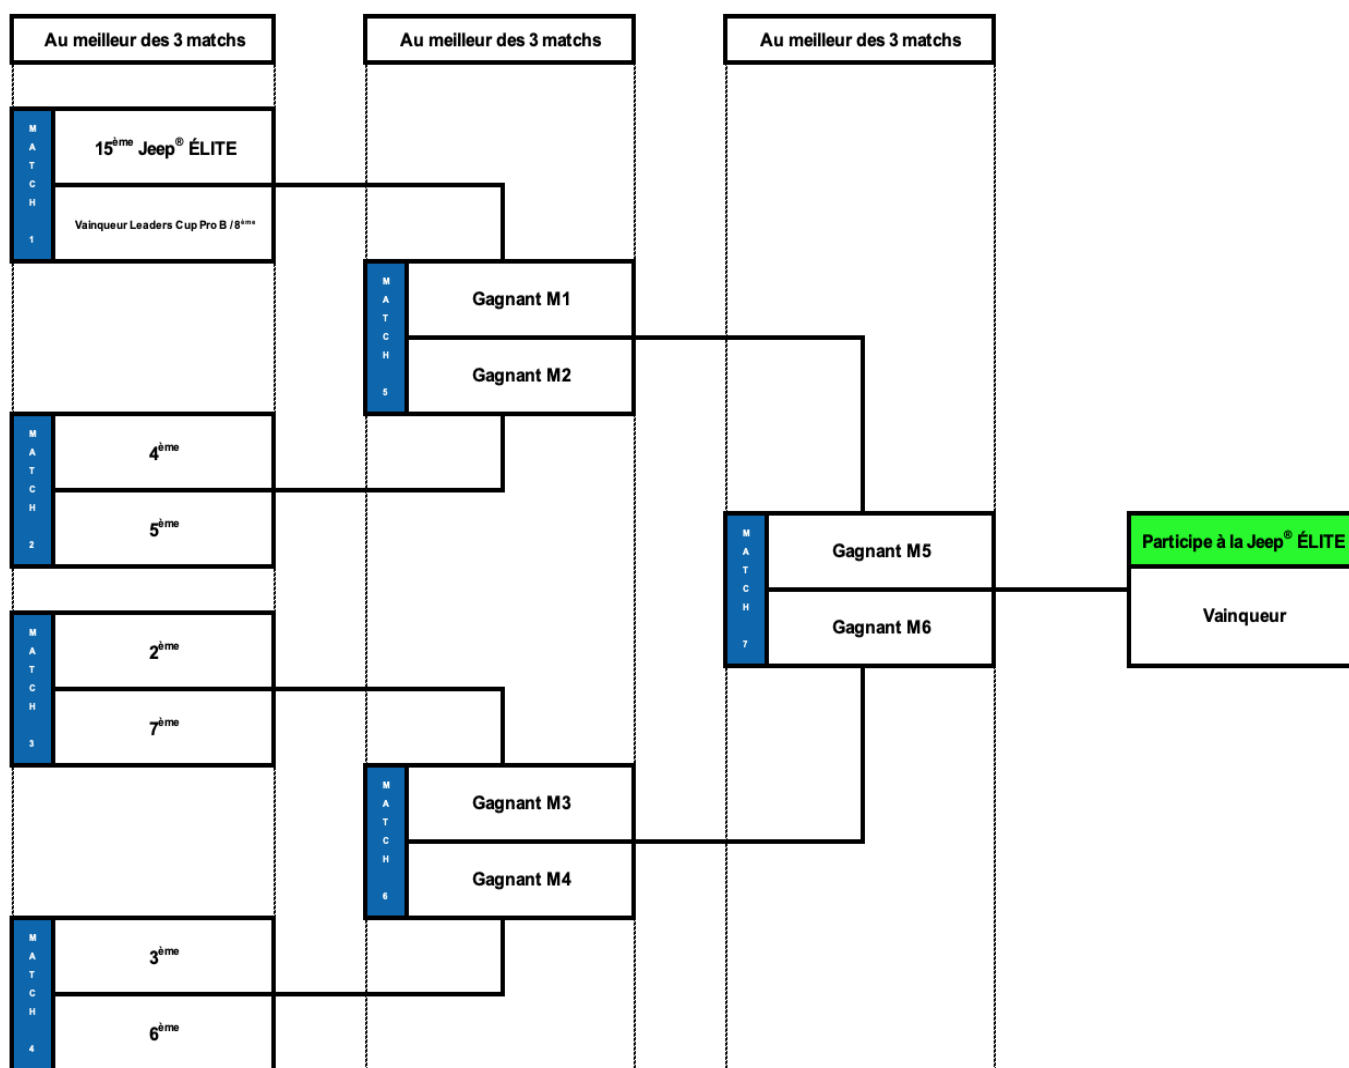 Au meilleur des 3 matchs
Au meilleur des 3 matchs
Au meilleur des 3 matchs
MATCH 1
15ème Jeep® ÉLITE
Vainqueur Leaders Cup Pro B / 8ème
MATCH 5
Gagnant M1
Gagnant M2
MATCH 2
4ème
5ème
MATCH 7
Gagnant M5
Gagnant M6
Participe à la Jeep® ÉLITE
Vainqueur
MATCH 3
2ème
7ème
MATCH 6
Gagnant M3
Gagnant M4
MATCH 4
3ème
6ème